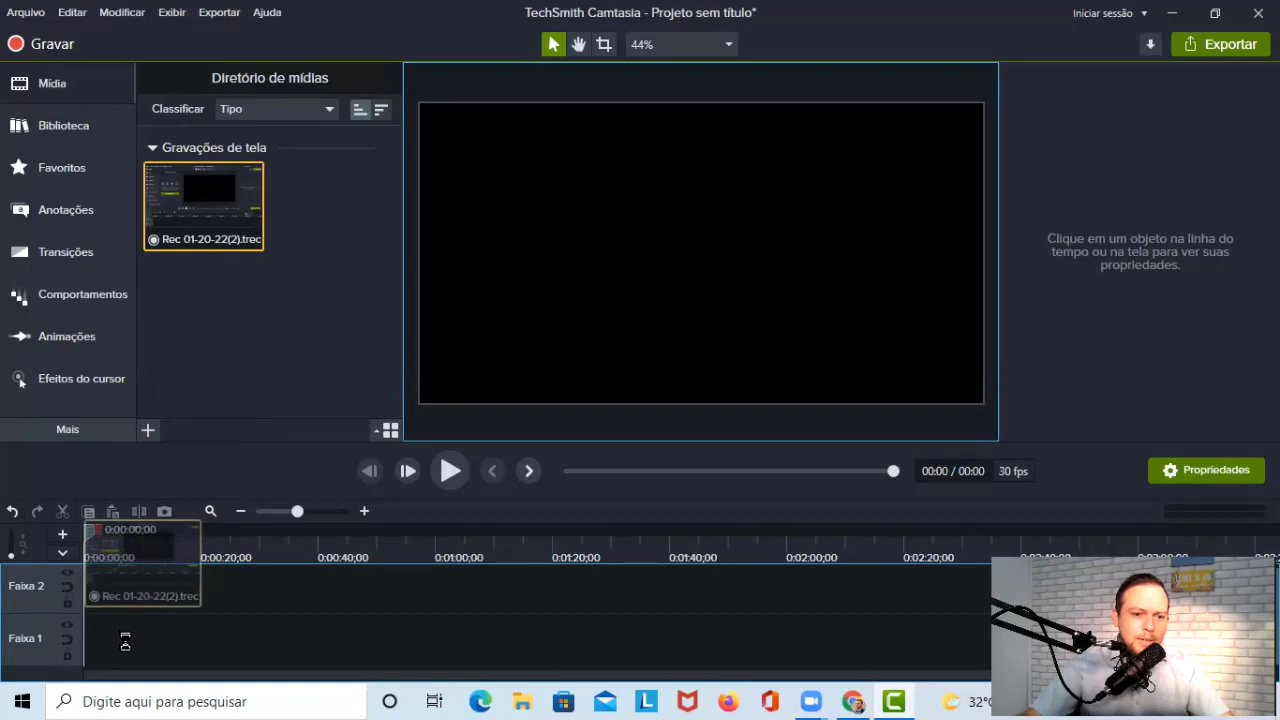 Arquivo Editar Modificar Exibir Exportar Ajuda TechSmith Camtasia - Projeto sem título* Iniciar sessão
Gravar 44% Exportar
Mídia
Biblioteca
Favoritos
Anotações
Transições
Comportamentos
Animações
Efeitos do cursor
Mais
Diretório de mídias
Classificar Tipo
Gravações de tela
Rec 01-20-22(2).trec
Clique em um objeto na linha do
tempo ou na tela para ver suas
propriedades.
00:00 / 00:00 30 fps Propriedades
0:00:00;00
0:00:00;00 0:00:20;00 0:00:40;00 0:01:00;00 0:01:20;00 0:01:40;00 0:02:00;00 0:02:20;00
Faixa 2 Rec 01-20-22(2).trec
Faixa 1
Digite aqui para pesquisar 32°